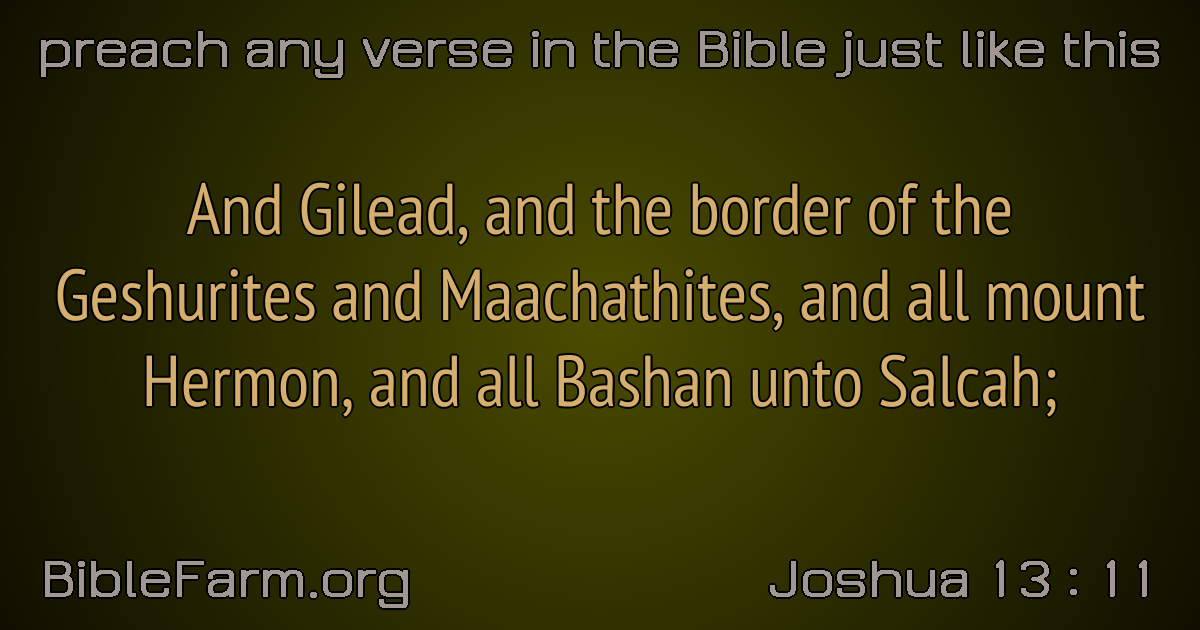 preach any verse in the Bible just like this
And Gilead, and the border of the
Geshurites and Maachathites, and all mount
Hermon, and all Bashan unto Salcah;
BibleFarm.org
Joshua 13 : 11